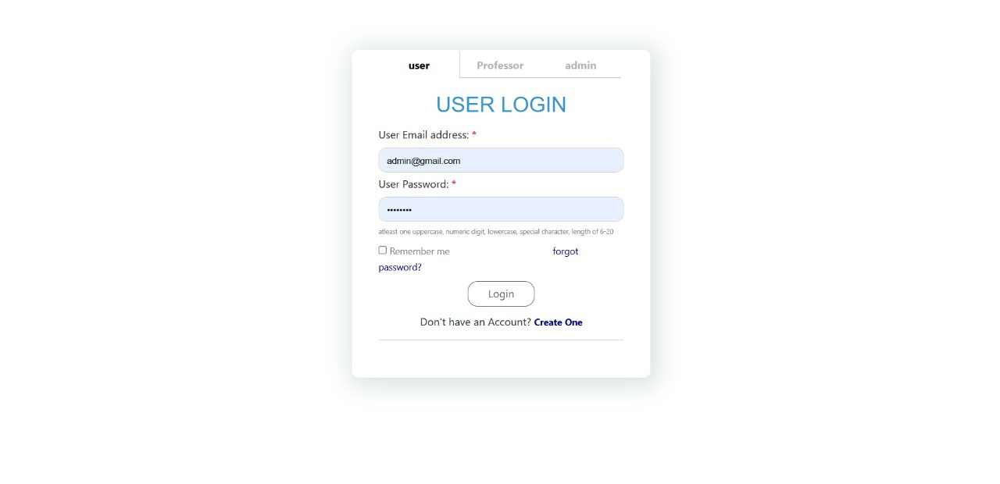 user Professor admin
USER LOGIN
User Email address: *
admin@gmail.com
User Password: *
••••••••
atleast one uppercase, numeric digit, lowercase, special character, length of 6-20
Remember me forgot
password?
Login
Don't have an Account? Create One